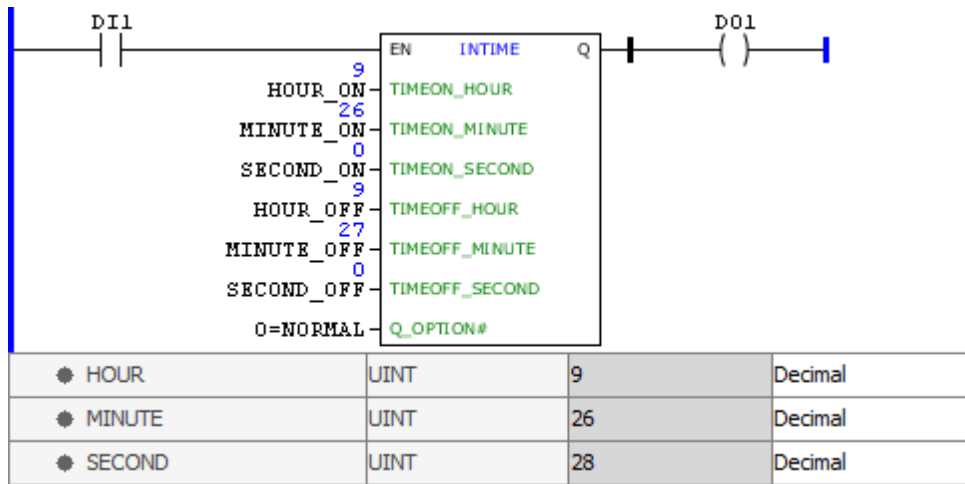 DI1 DO1
EN INTIME Q
9
HOUR_ON TIMEON_HOUR
26
MINUTE_ON TIMEON_MINUTE
0
SECOND_ON TIMEON_SECOND
9
HOUR_OFF TIMEOFF_HOUR
27
MINUTE_OFF TIMEOFF_MINUTE
0
SECOND_OFF TIMEOFF_SECOND
0=NORMAL Q_OPTION#
HOUR UINT 9 Decimal
MINUTE UINT 26 Decimal
SECOND UINT 28 Decimal